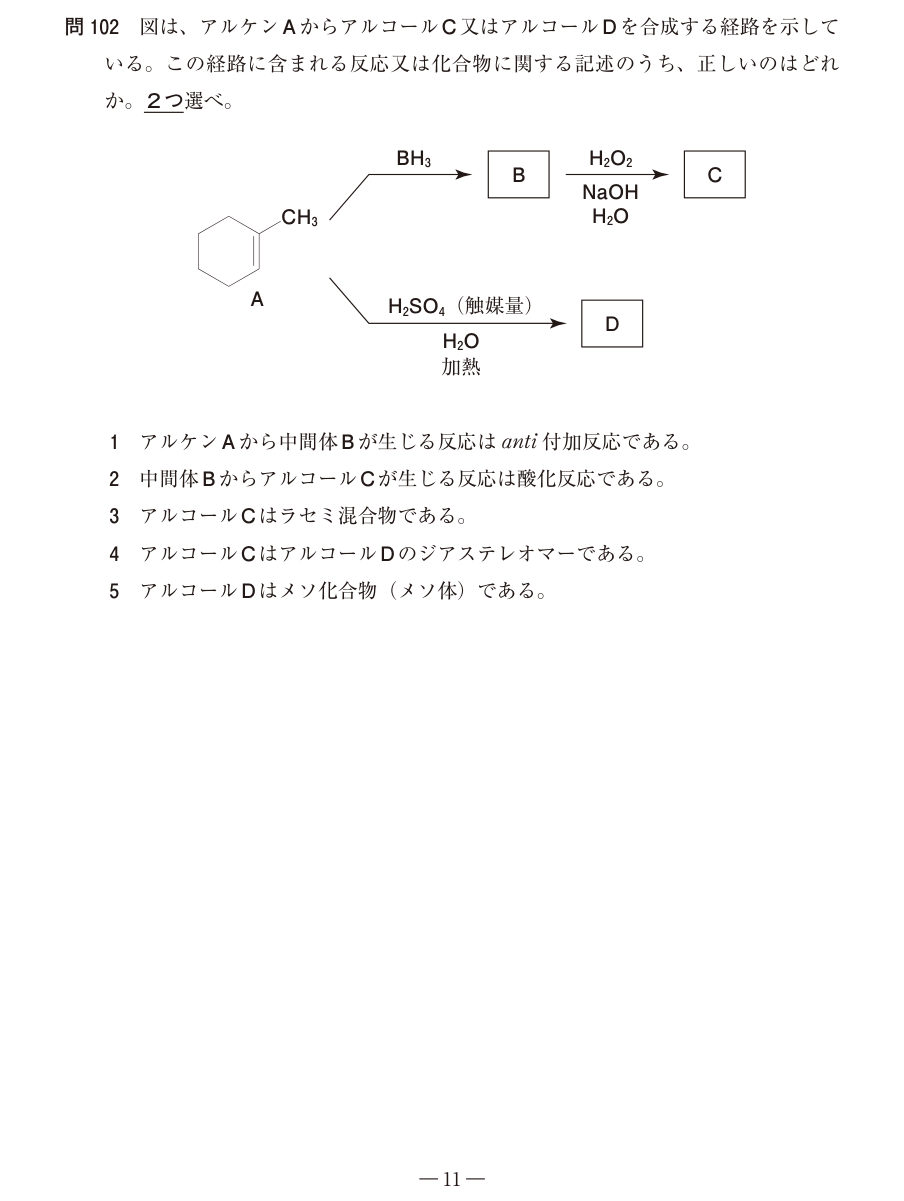 問 102　図は、アルケンAからアルコールC又はアルコールDを合成する経路を示して
いる。この経路に含まれる反応又は化合物に関する記述のうち、正しいのはどれ
か。2つ選べ。
BH₃
B
H₂O₂
NaOH
H₂O
C
CH₃
A
H₂SO₄（触媒量）
H₂O
加熱
D
1　アルケンAから中間体Bが生じる反応は anti 付加反応である。
2　中間体BからアルコールCが生じる反応は酸化反応である。
3　アルコールCはラセミ混合物である。
4　アルコールCはアルコールDのジアステレオマーである。
5　アルコールDはメソ化合物（メソ体）である。
— 11 —